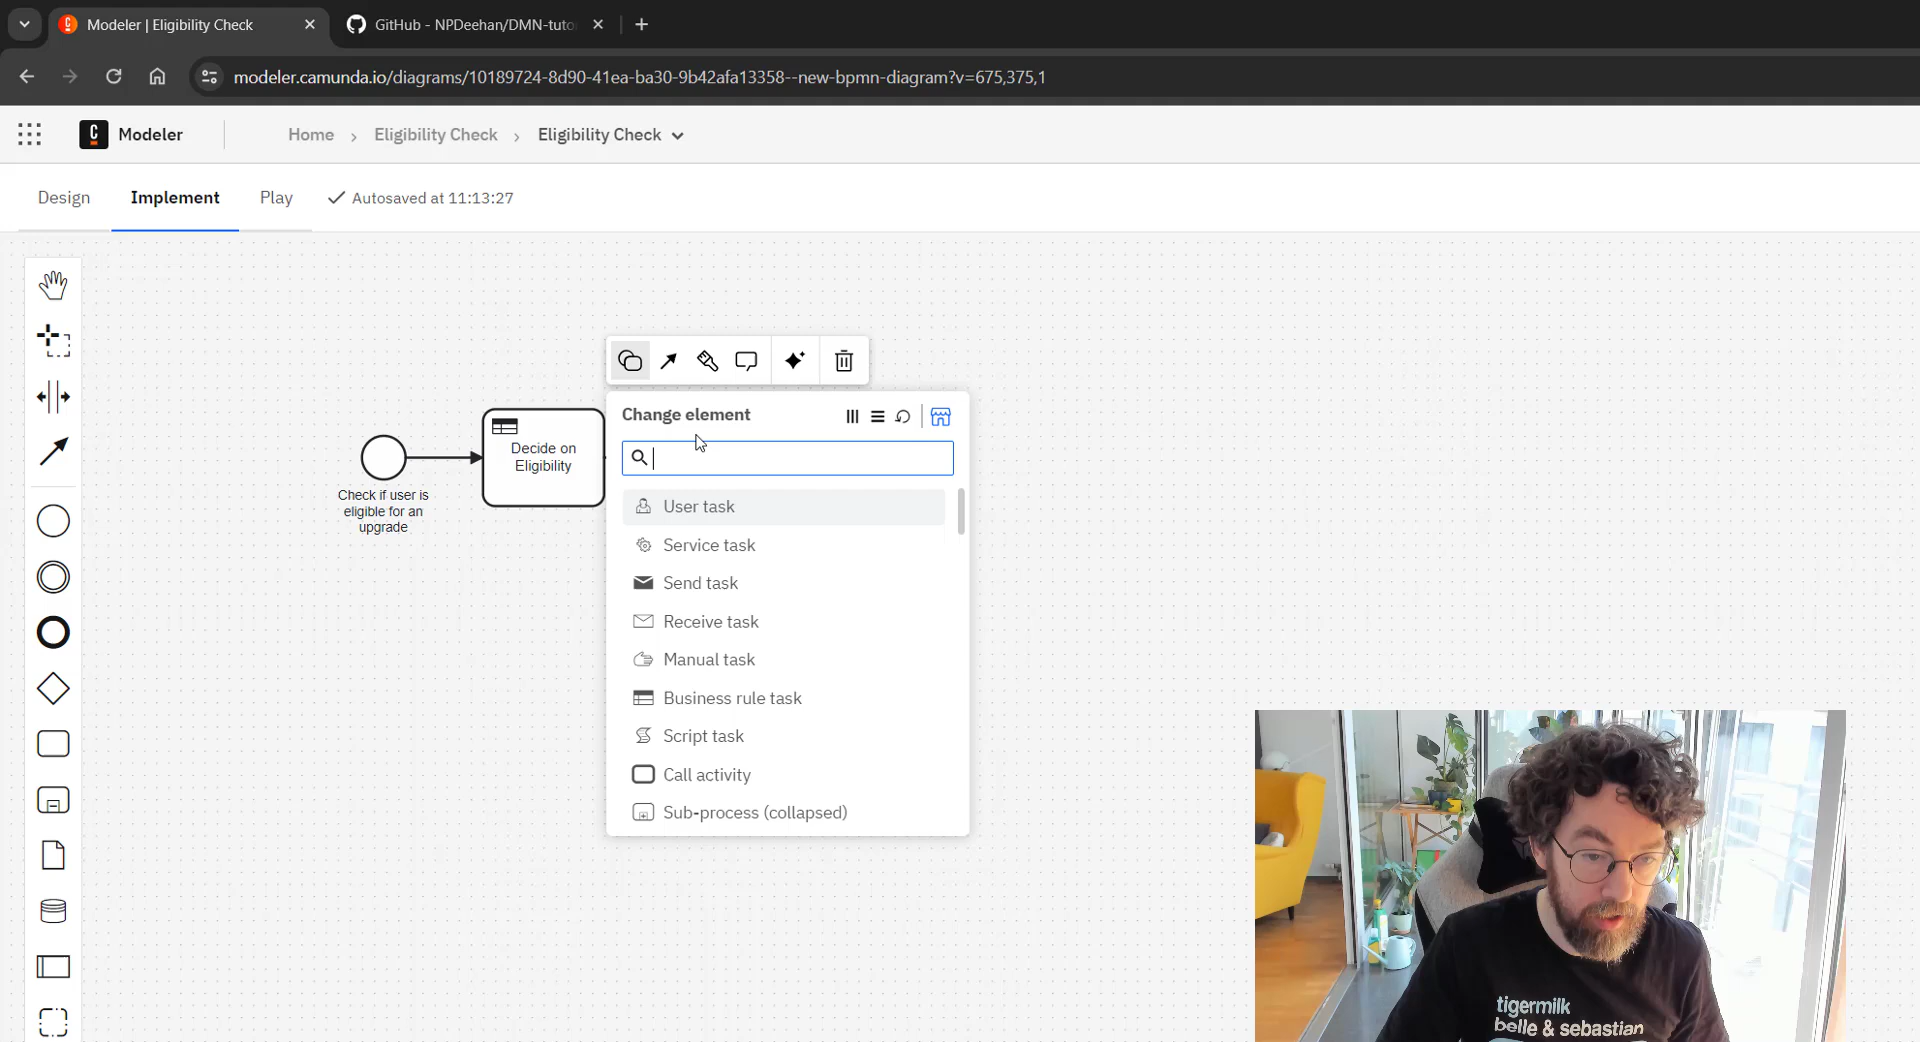 Modeler | Eligibility Check
GitHub - NPDeehan/DMN-tuto
modeler.camunda.io/diagrams/10189724-8d90-41ea-ba30-9b42afa13358--new-bpmn-diagram?v=675,375,1
Modeler
Home > Eligibility Check > Eligibility Check
Design
Implement
Play
Autosaved at 11:13:27
Change element
Decide on
Eligibility
Check if user is
eligible for an
upgrade
User task
Service task
Send task
Receive task
Manual task
Business rule task
Script task
Call activity
Sub-process (collapsed)
tigermilk
belle & sebastian